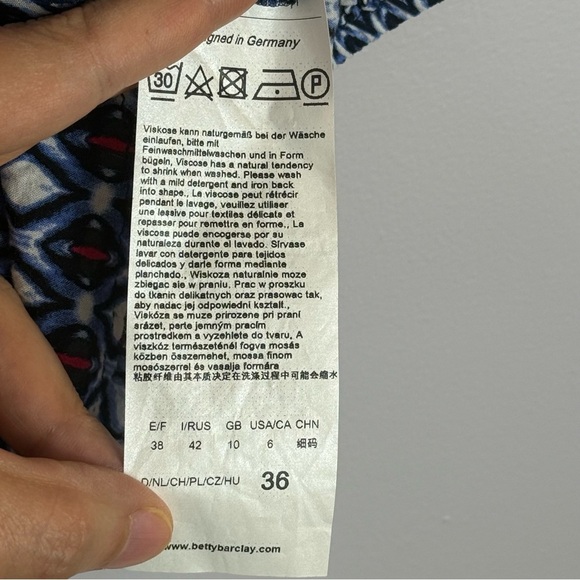 gned in Germany
30 P
Viskose kann naturgemäß bei der Wäsche
einlaufen, bitte mit
Feinwaschmittelwaschen und in Form
bügeln, Viscose has a natural tendency
to shrink when washed. Please wash
with a mild detergent and iron back
into shape., La viscose peut rétrécir
pendant le lavage, veuillez utiliser
une lessive pour textiles délicats et
repasser pour remettre en forme., La
viscosa puede encogerse por su
naturaleza durante el lavado. Sírvase
lavar con detergente para tejidos
delicados y darle forma mediante
planchado., Wiskoza naturalnie moze
zbiegac sie w praniu. Prac w proszku
do tkanin delikatnych oraz prasowac tak,
aby nadac jej odpowiedni ksztalt.,
Viskóza se muze prirozene pri praní
srázet, perte jemným pracím
prostredkem a vyzehlete do tvaru, A
viszkóz természeténél fogva mosás
közben összemehet, mossa finom
mosószerrel és vasalja formára
粘胶纤维由其本质决定在洗涤过程中可能会缩水
E/F I/RUS GB USA/CA CHN
38 42 10 6 细码
D/NL/CH/PL/CZ/HU 36
www.bettybarclay.com